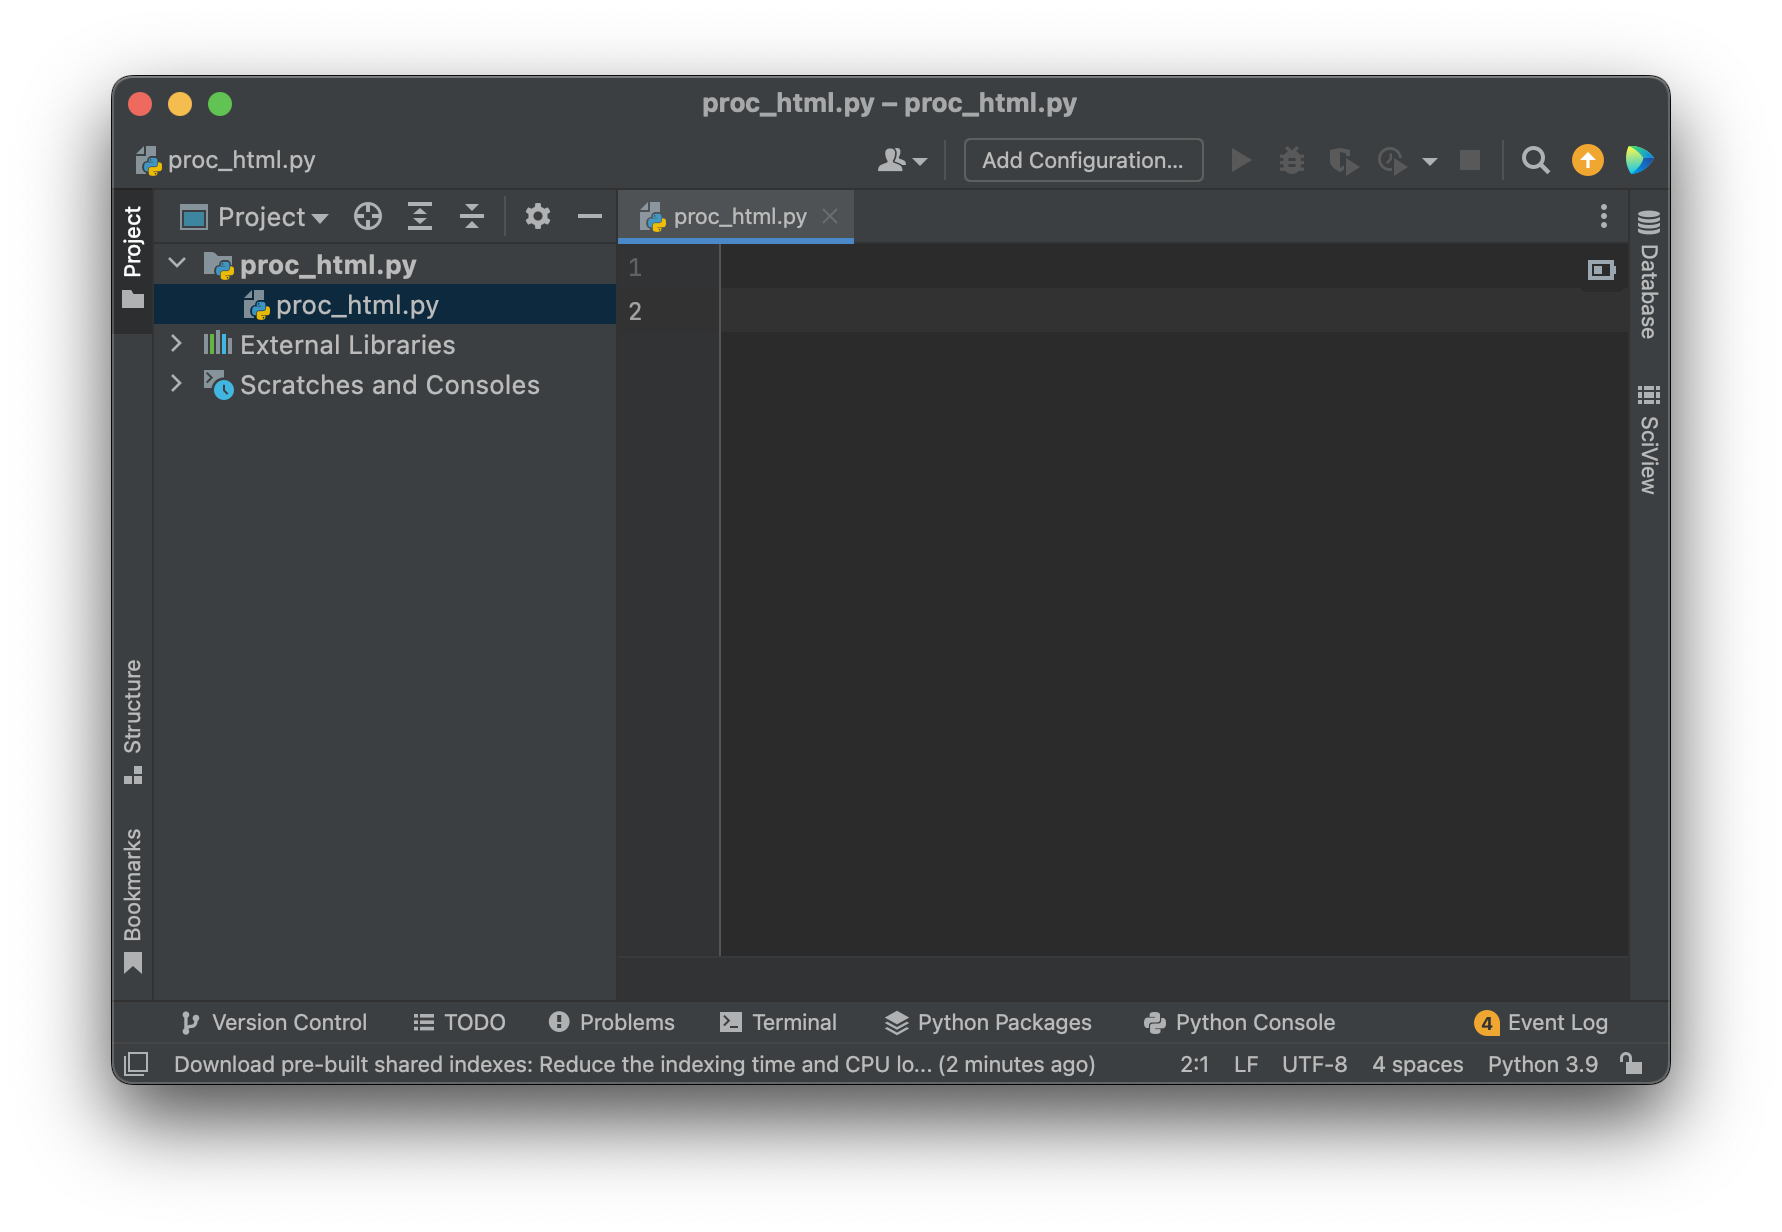 proc_html.py – proc_html.py
proc_html.py
Add Configuration...
Project
Project
proc_html.py
proc_html.py
proc_html.py
External Libraries
Scratches and Consoles
1
2
Database
SciView
Structure
Bookmarks
Version Control
TODO
Problems
Terminal
Python Packages
Python Console
4 Event Log
Download pre-built shared indexes: Reduce the indexing time and CPU lo... (2 minutes ago)
2:1
LF
UTF-8
4 spaces
Python 3.9